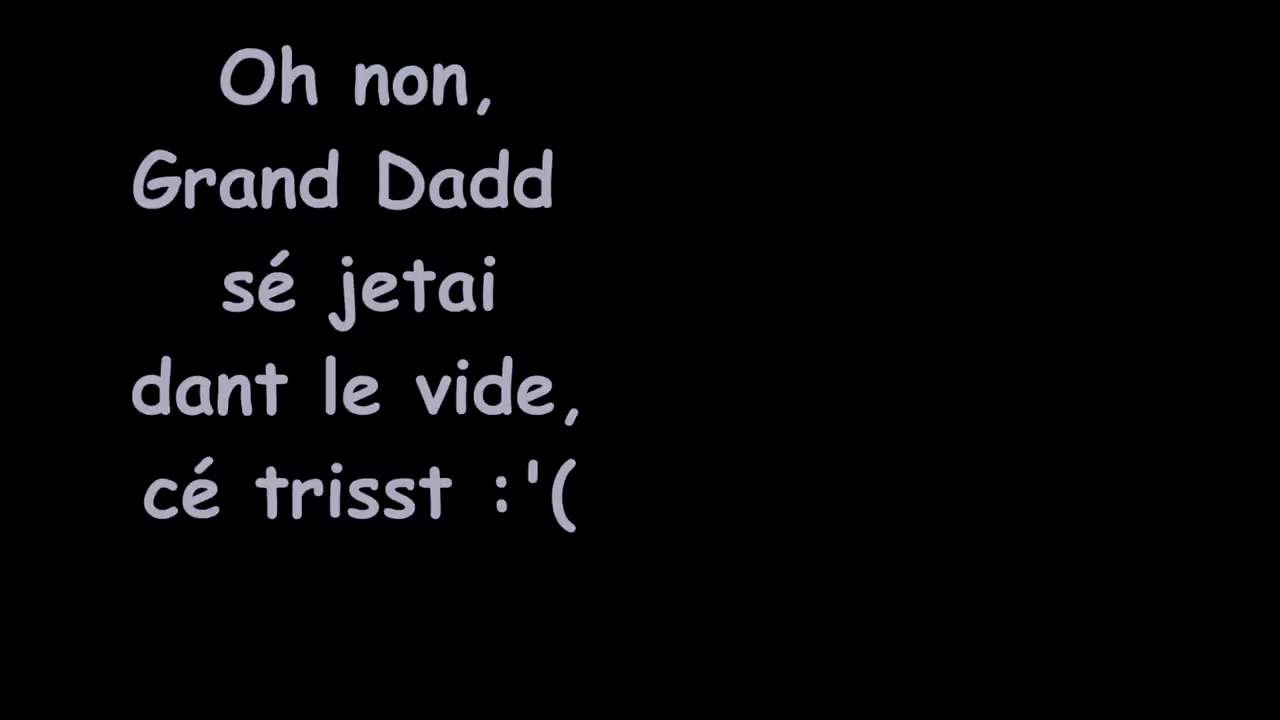 Oh non,
Grand Dadd
sé jetai
dant le vide,
cé trisst :'(